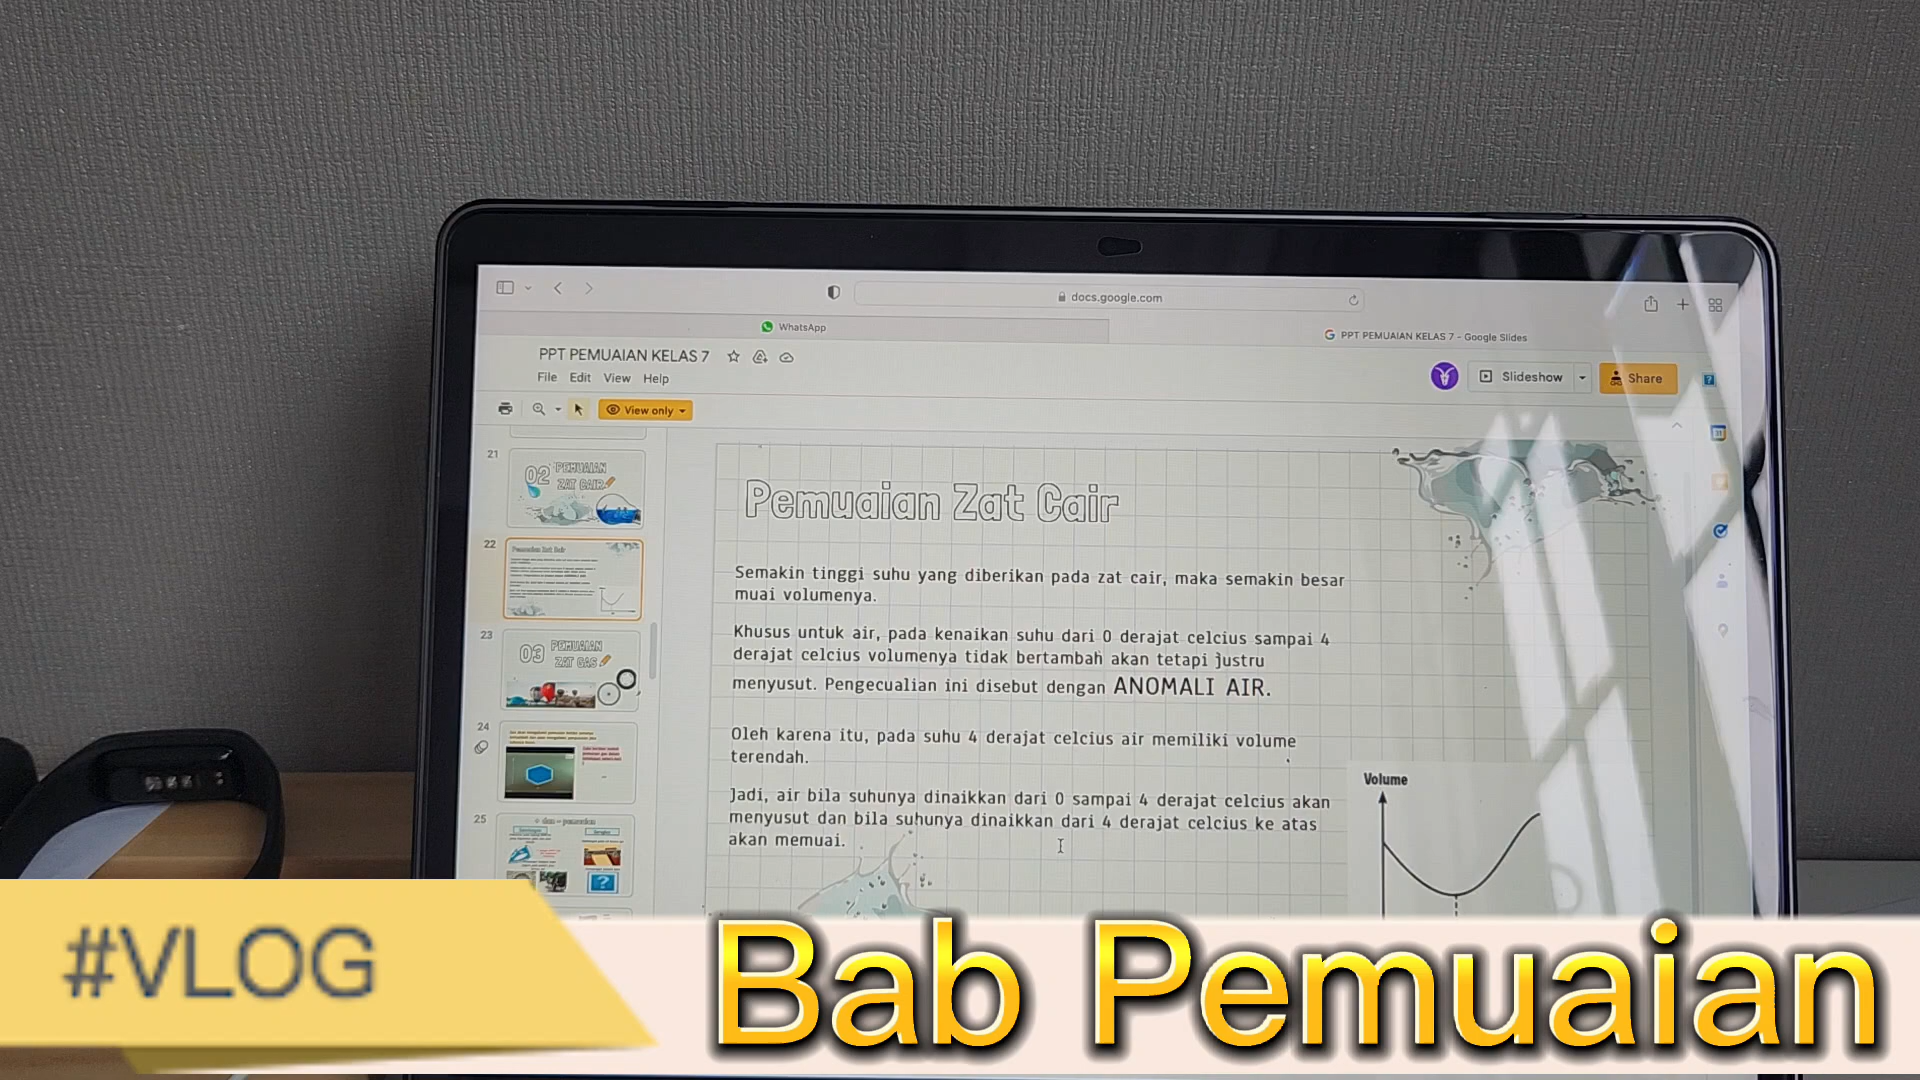 docs.google.com
WhatsApp
PPT PEMUAIAN KELAS 7 - Google Slides
PPT PEMUAIAN KELAS 7
File Edit View Help
Slideshow
Share
View only
21
02 PEMUAIAN
ZAT CAIR
22
Pemuaian Zat Cair
23
03 PEMUAIAN
ZAT GAS
24
25
Pemuaian Zat Cair
Semakin tinggi suhu yang diberikan pada zat cair, maka semakin besar
muai volumenya.
Khusus untuk air, pada kenaikan suhu dari 0 derajat celcius sampai 4
derajat celcius volumenya tidak bertambah akan tetapi justru
menyusut. Pengecualian ini disebut dengan ANOMALI AIR.
Oleh karena itu, pada suhu 4 derajat celcius air memiliki volume
terendah.
Jadi, air bila suhunya dinaikkan dari 0 sampai 4 derajat celcius akan
menyusut dan bila suhunya dinaikkan dari 4 derajat celcius ke atas
akan memuai.
Volume
#VLOG
Bab Pemuaian